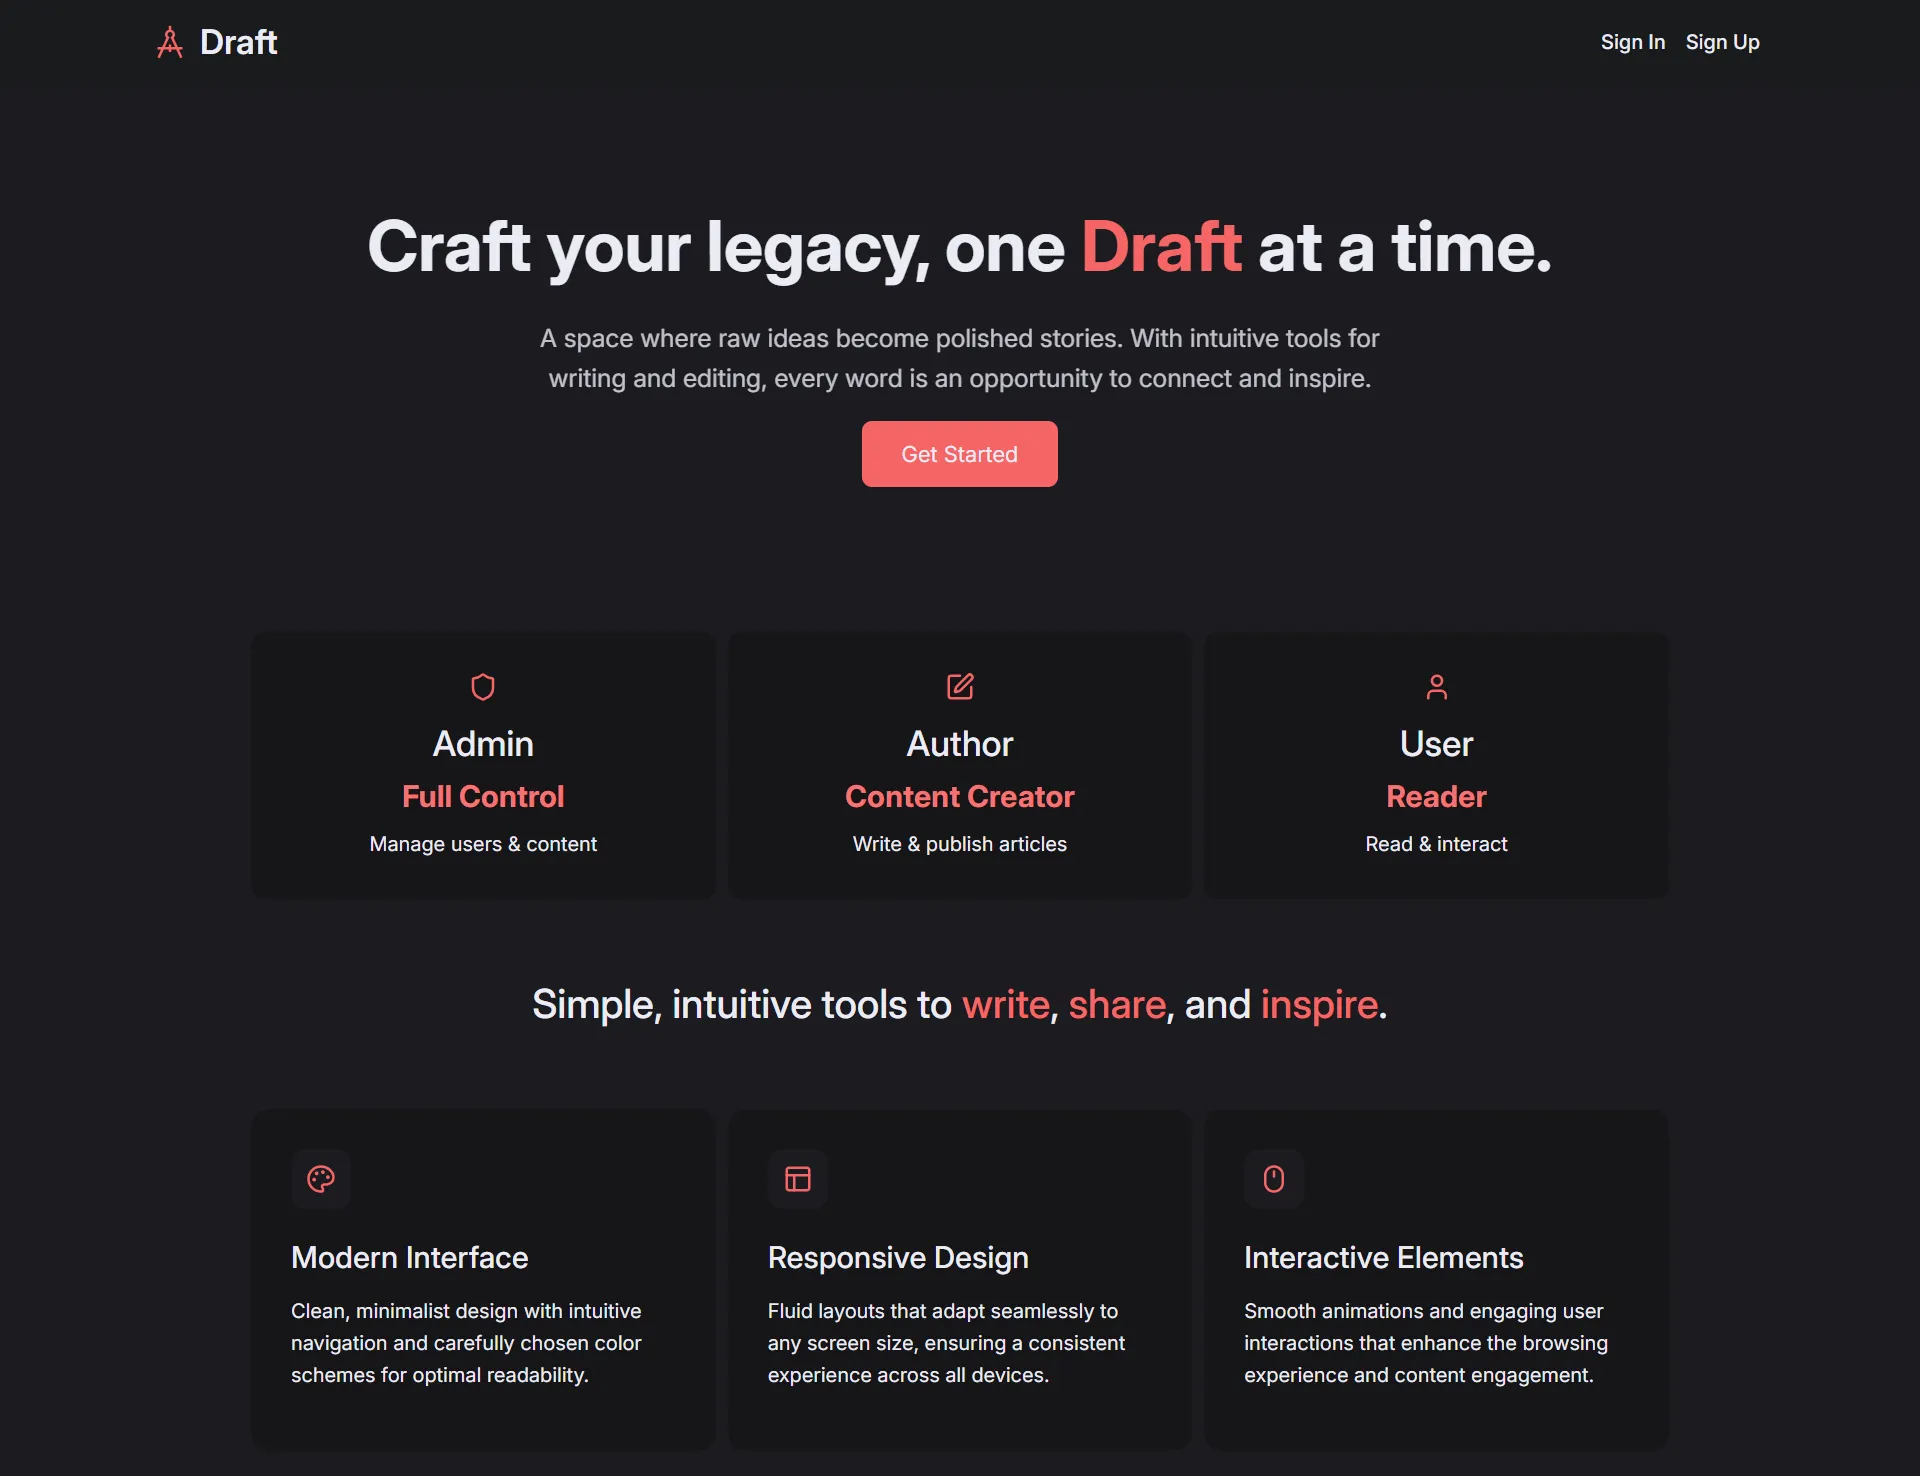 Draft
Sign In
Sign Up
Craft your legacy, one Draft at a time.
A space where raw ideas become polished stories. With intuitive tools for
writing and editing, every word is an opportunity to connect and inspire.
Get Started
Admin
Full Control
Manage users & content
Author
Content Creator
Write & publish articles
User
Reader
Read & interact
Simple, intuitive tools to write, share, and inspire.
Modern Interface
Clean, minimalist design with intuitive
navigation and carefully chosen color
schemes for optimal readability.
Responsive Design
Fluid layouts that adapt seamlessly to
any screen size, ensuring a consistent
experience across all devices.
Interactive Elements
Smooth animations and engaging user
interactions that enhance the browsing
experience and content engagement.